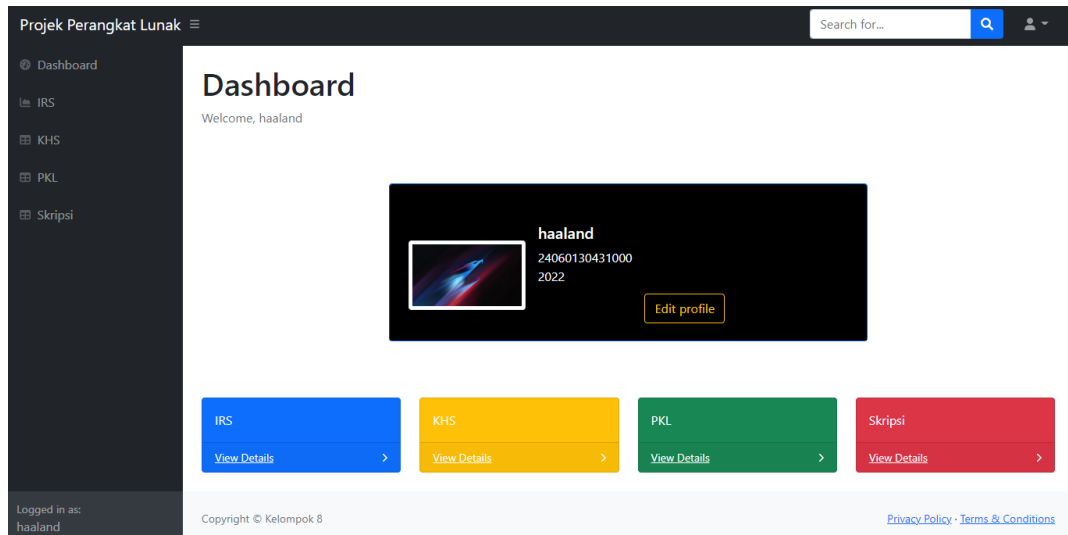 Projek Perangkat Lunak
Search for...
Dashboard
IRS
KHS
PKL
Skripsi
Dashboard
Welcome, haaland
haaland
24060130431000
2022
Edit profile
IRS
View Details
KHS
View Details
PKL
View Details
Skripsi
View Details
Logged in as:
haaland
Copyright © Kelompok 8
Privacy Policy · Terms & Conditions